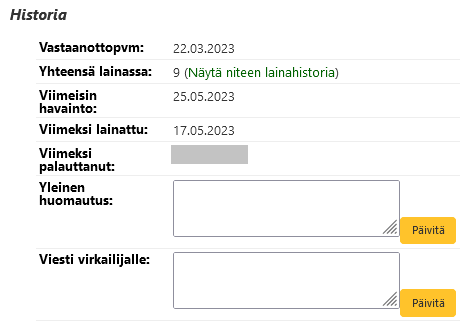 Historia
Vastaanottopvm: 22.03.2023
Yhteensä lainassa: 9 (Näytä niteen lainahistoria)
Viimeisin
havainto: 25.05.2023
Viimeksi lainattu: 17.05.2023
Viimeksi
palauttanut:
Yleinen
huomautus:
Päivitä
Viesti virkailijalle:
Päivitä